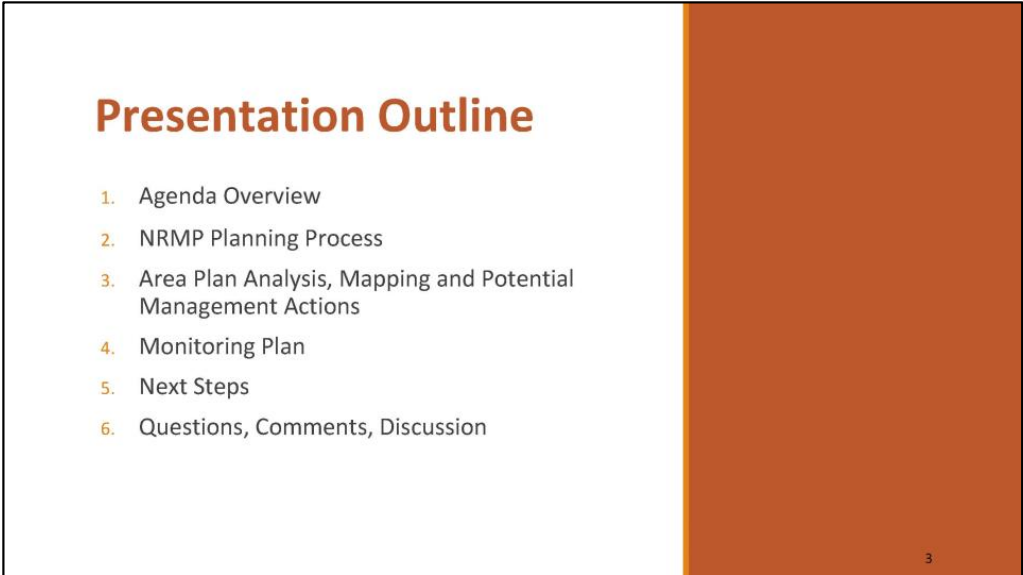 Presentation Outline
1. Agenda Overview
2. NRMP Planning Process
3. Area Plan Analysis, Mapping and Potential
Management Actions
4. Monitoring Plan
5. Next Steps
6. Questions, Comments, Discussion
3